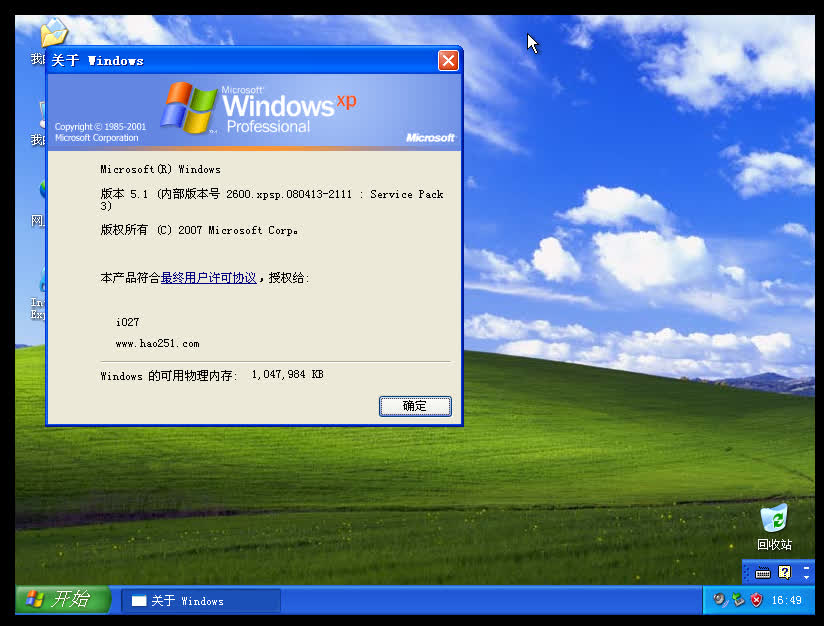 关于 Windows
Microsoft®
Windows xp
Professional
Copyright © 1985-2001
Microsoft Corporation
Microsoft
Microsoft(R) Windows
版本 5.1 (内部版本号 2600.xpsp.080413-2111 : Service Pack
3)
版权所有 (C) 2007 Microsoft Corp。
本产品符合最终用户许可协议，授权给:
i027
www.hao251.com
Windows 的可用物理内存: 1,047,984 KB
确定
我
我
网
In
Ex
回收站
开始
关于 Windows
16:49